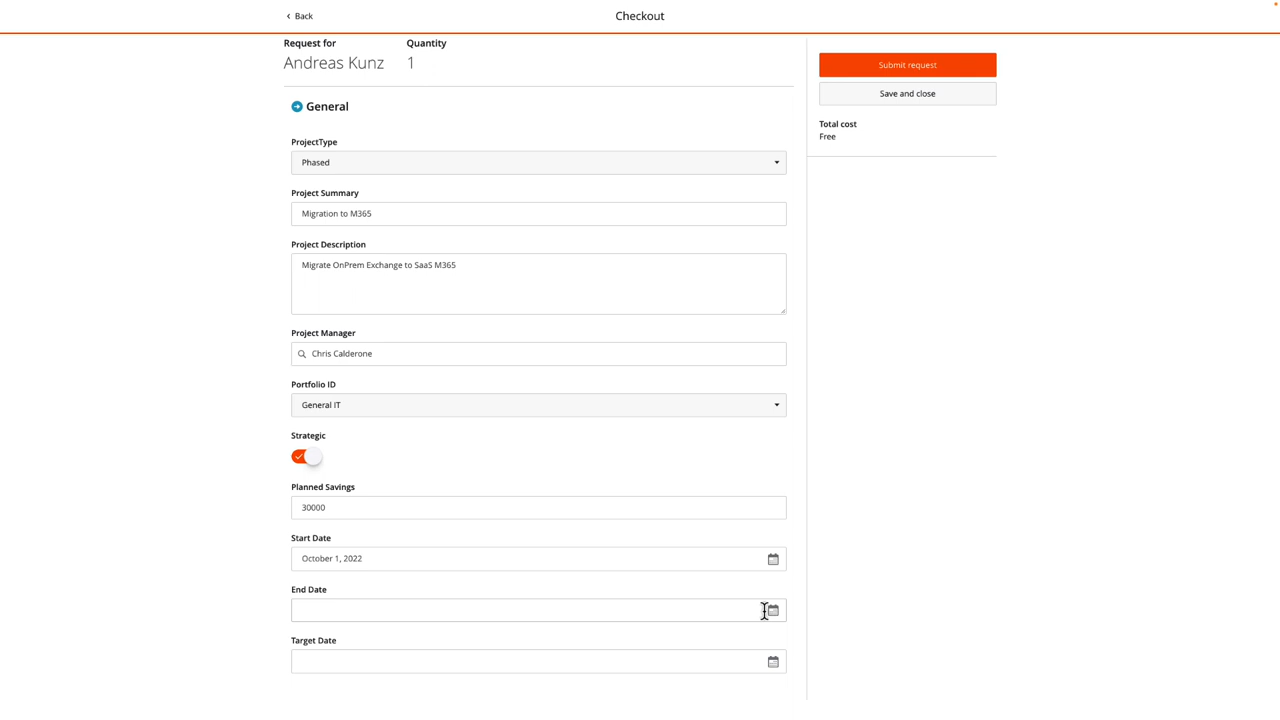 Back
Checkout
Request for
Quantity
Andreas Kunz
1
General
ProjectType
Phased
Project Summary
Migration to M365
Project Description
Migrate OnPrem Exchange to SaaS M365
Project Manager
Chris Calderone
Portfolio ID
General IT
Strategic
Planned Savings
30000
Start Date
October 1, 2022
End Date
Target Date
Submit request
Save and close
Total cost
Free